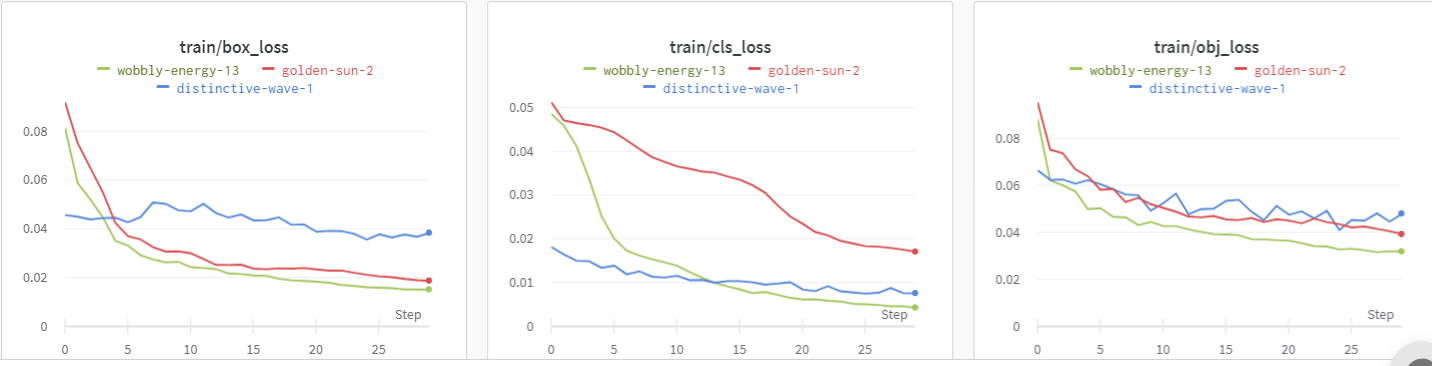 train/box_loss
wobbly-energy-13 golden-sun-2
distinctive-wave-1
0.08
0.06
0.04
0.02
0
Step
0 5 10 15 20 25
train/cls_loss
wobbly-energy-13 golden-sun-2
distinctive-wave-1
0.05
0.04
0.03
0.02
0.01
0
Step
0 5 10 15 20 25
train/obj_loss
wobbly-energy-13 golden-sun-2
distinctive-wave-1
0.08
0.06
0.04
0.02
0
Step
0 5 10 15 20 25